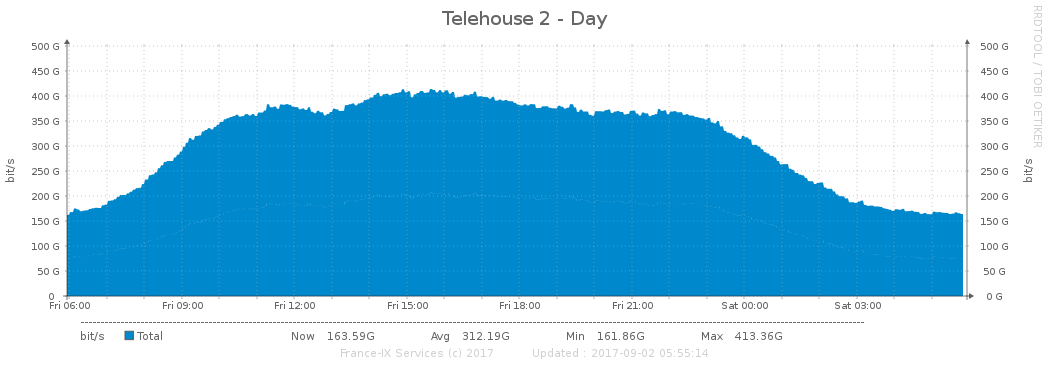 Telehouse 2 - Day
RRDTOOL / TOBI OETIKER
bit/s
bit/s
500 G 500 G
450 G 450 G
400 G 400 G
350 G 350 G
300 G 300 G
250 G 250 G
200 G 200 G
150 G 150 G
100 G 100 G
50 G 50 G
0 0 G
Fri 06:00 Fri 09:00 Fri 12:00 Fri 15:00 Fri 18:00 Fri 21:00 Sat 00:00 Sat 03:00
bit/s Total Now 163.59G Avg 312.19G Min 161.86G Max 413.36G
France-IX Services (c) 2017 Updated : 2017-09-02 05:55:14